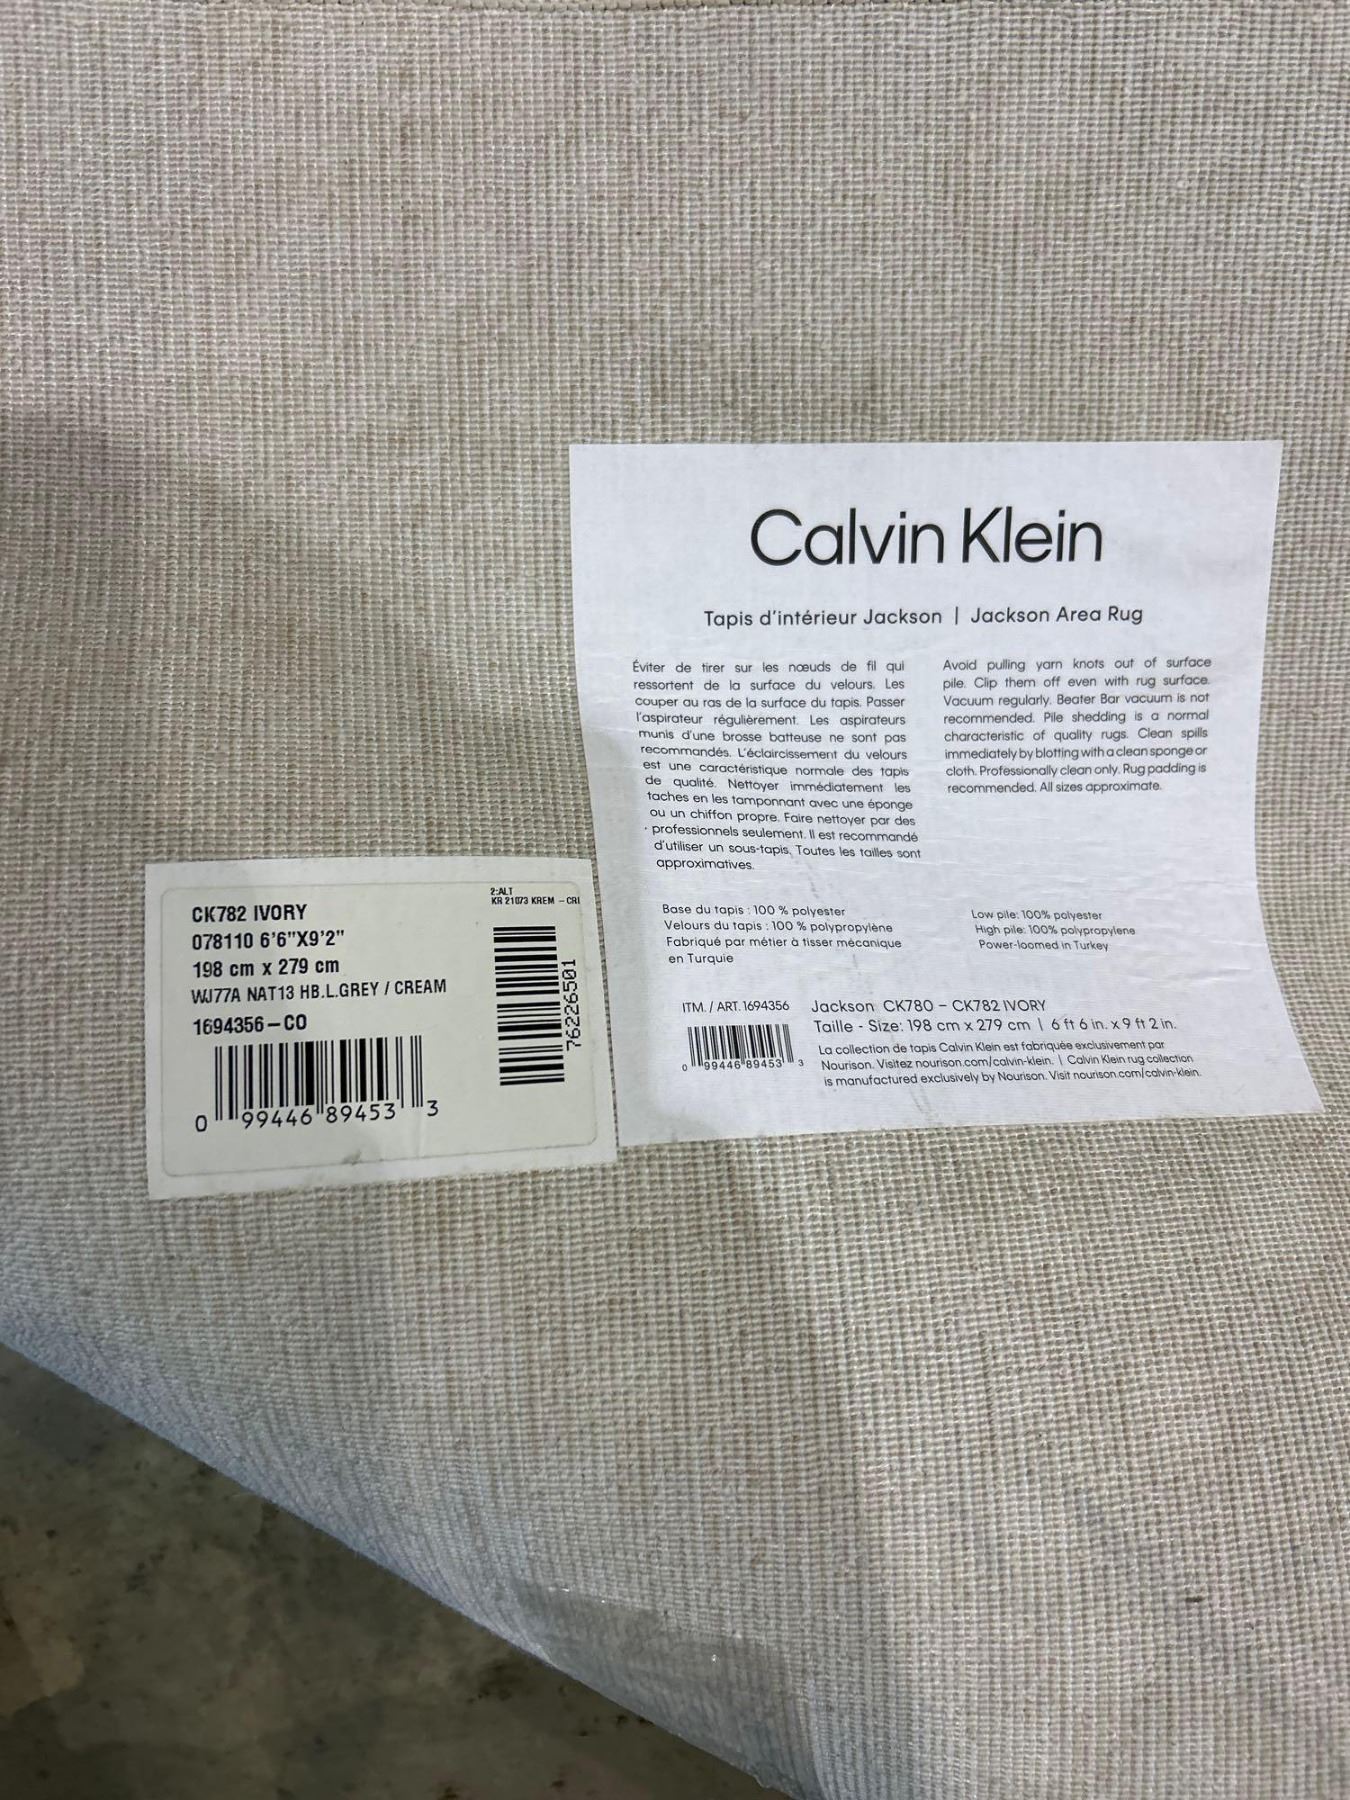 Calvin Klein
Tapis d'intérieur Jackson | Jackson Area Rug
Éviter de tirer sur les nœuds de fil qui
ressortent de la surface du velours. Les
couper au ras de la surface du tapis. Passer
l'aspirateur régulièrement. Les aspirateurs
munis d'une brosse batteuse ne sont pas
recommandés. L'éclaircissement du velours
est une caractéristique normale des tapis
de qualité. Nettoyer immédiatement les
taches en les tamponnant avec une éponge
ou un chiffon propre. Faire nettoyer par des
professionnels seulement. Il est recommandé
d'utiliser un sous-tapis. Toutes les tailles sont
approximatives.
Avoid pulling yarn knots out of surface
pile. Clip them off even with rug surface.
Vacuum regularly. Beater Bar vacuum is not
recommended. Pile shedding is a normal
characteristic of quality rugs. Clean spills
immediately by blotting with a clean sponge or
cloth. Professionally clean only. Rug padding is
recommended. All sizes approximate.
Base du tapis : 100 % polyester
Velours du tapis : 100 % polypropylène
Fabriqué par métier à tisser mécanique
en Turquie
Low pile: 100% polyester
High pile: 100% polypropylene
Power-loomed in Turkey
ITM. / ART. 1694356
0 99446 89453 3
Jackson CK780 – CK782 IVORY
Taille - Size: 198 cm x 279 cm | 6 ft 6 in. x 9 ft 2 in.
La collection de tapis Calvin Klein est fabriquée exclusivement par
Nourison. Visitez nourison.com/calvin-klein. | Calvin Klein rug collection
is manufactured exclusively by Nourison. Visit nourison.com/calvin-klein.
CK782 IVORY
078110 6'6"X9'2"
198 cm x 279 cm
WJ77A NAT13 HB.L.GREY / CREAM
1694356-CO
0 99446 89453 3
2:ALT
KR 21073 KREM - CRI
76226501